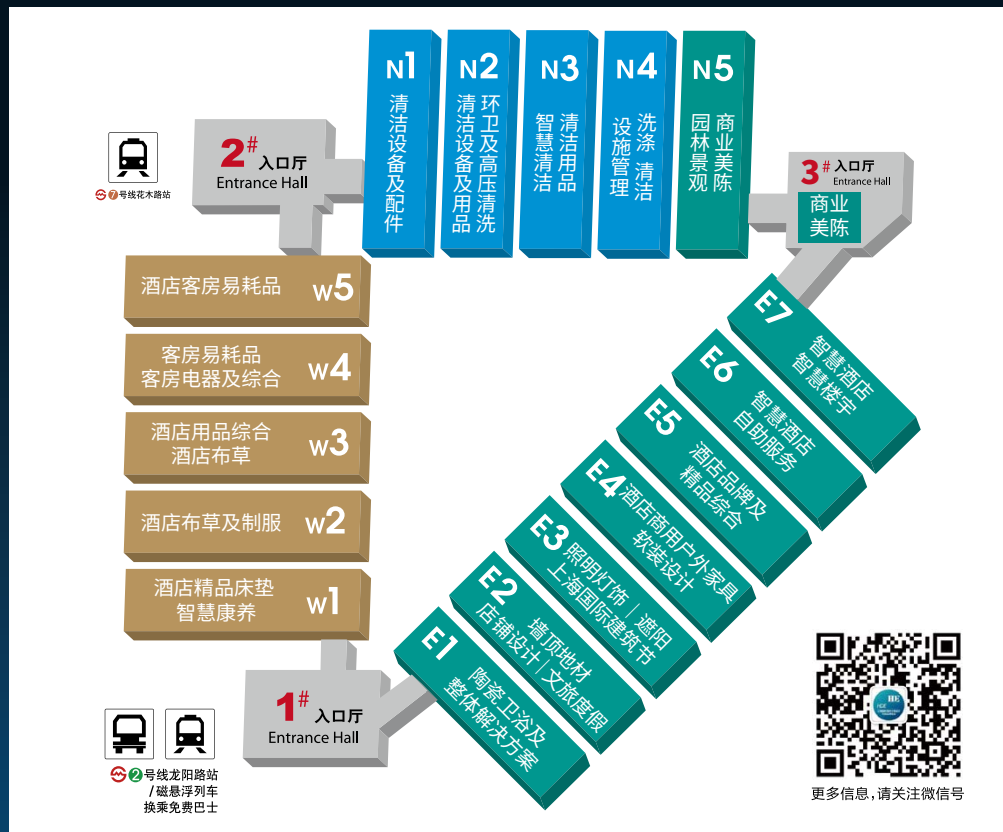 N1
清洁设备及配件
N2
环卫及高压清洗
清洁设备及用品
N3
清洁用品
智慧清洁
N4
洗涤 清洁
设施管理
N5
商业美陈
园林景观
2#入口厅
Entrance Hall
7号线花木路站
3#入口厅
Entrance Hall
商业
美陈
酒店客房易耗品 W5
客房易耗品
客房电器及综合
W4
酒店用品综合
酒店布草
W3
酒店布草及制服 W2
酒店精品床垫
智慧康养
W1
E7
智慧酒店
智慧楼宇
E6
智慧酒店
自助服务
E5
酒店品牌及
精品综合
E4
酒店商用户外家具
软装设计
E3
照明灯饰｜遮阳
上海国际建筑节
E2
墙顶地材
店铺设计｜文旅度假
E1
陶瓷卫浴及
整体解决方案
1#入口厅
Entrance Hall
2号线龙阳路站
/磁悬浮列车
换乘免费巴士
更多信息,请关注微信号